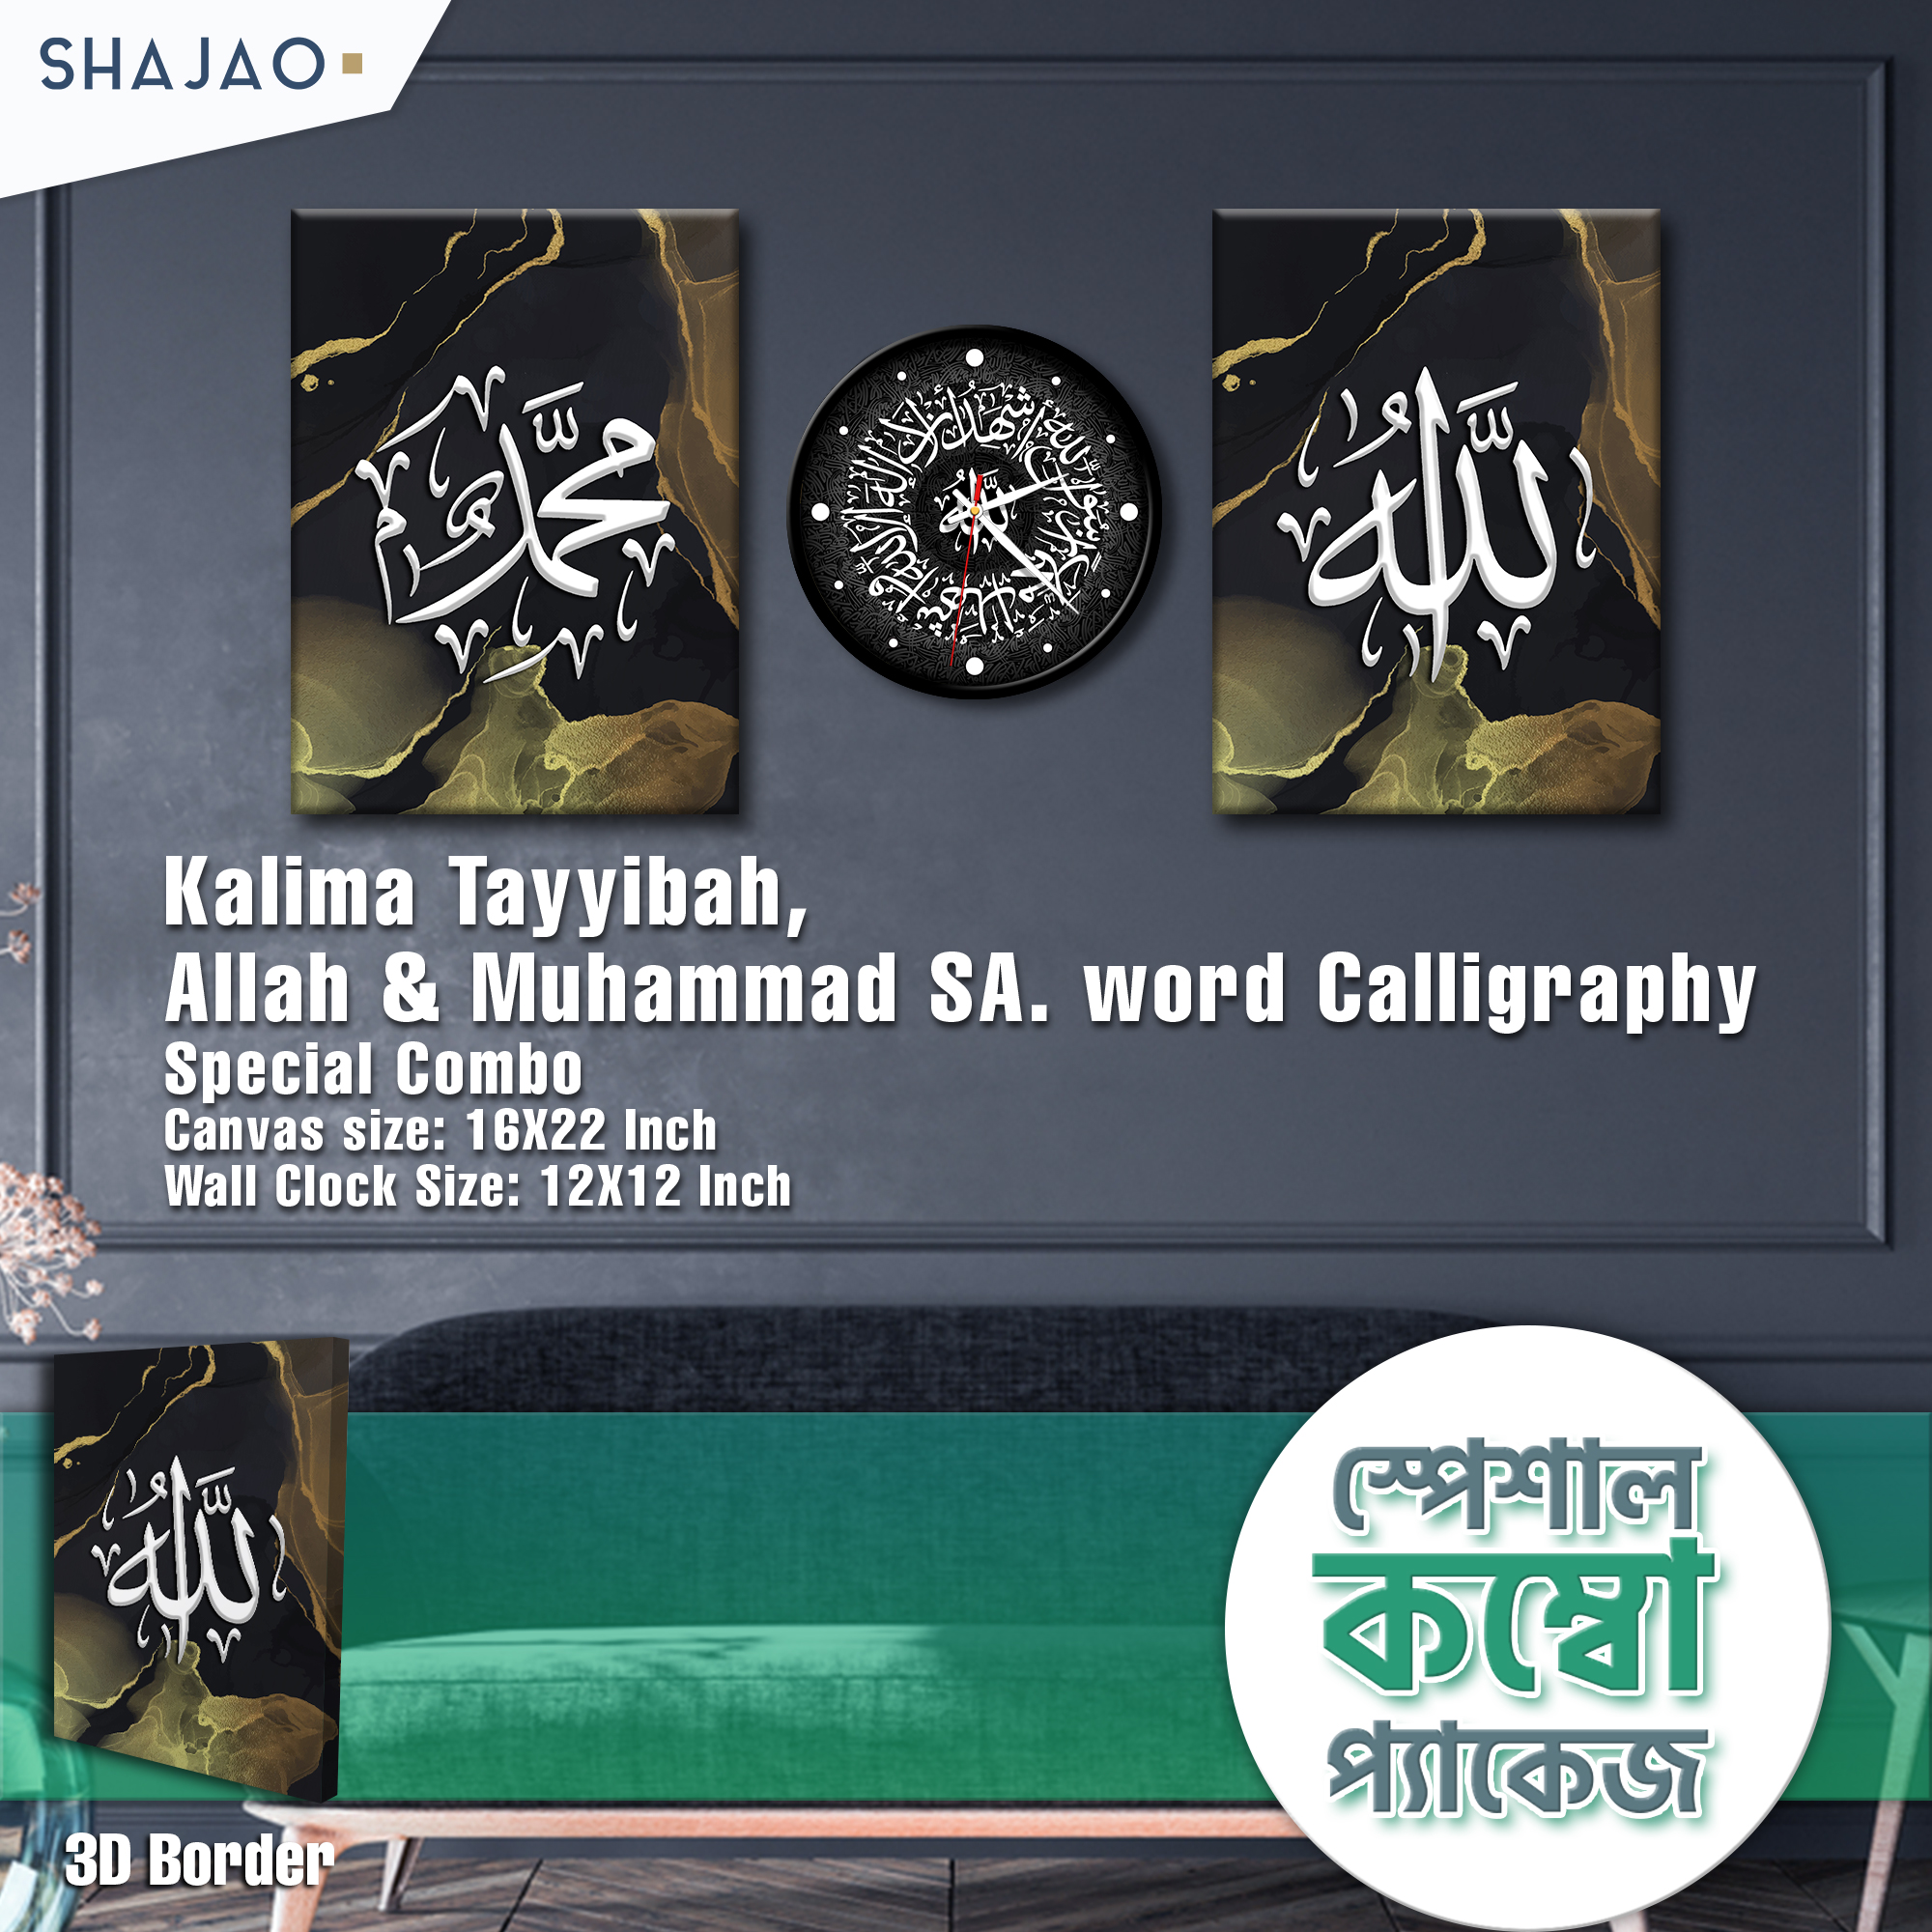 SHAJAO
محمد
الله
الله
Kalima Tayyibah,
Allah & Muhammad SA. word Calligraphy
Special Combo
Canvas size: 16X22 Inch
Wall Clock Size: 12X12 Inch
الله
3D Border
স্পেশাল
কম্বো
প্যাকেজ